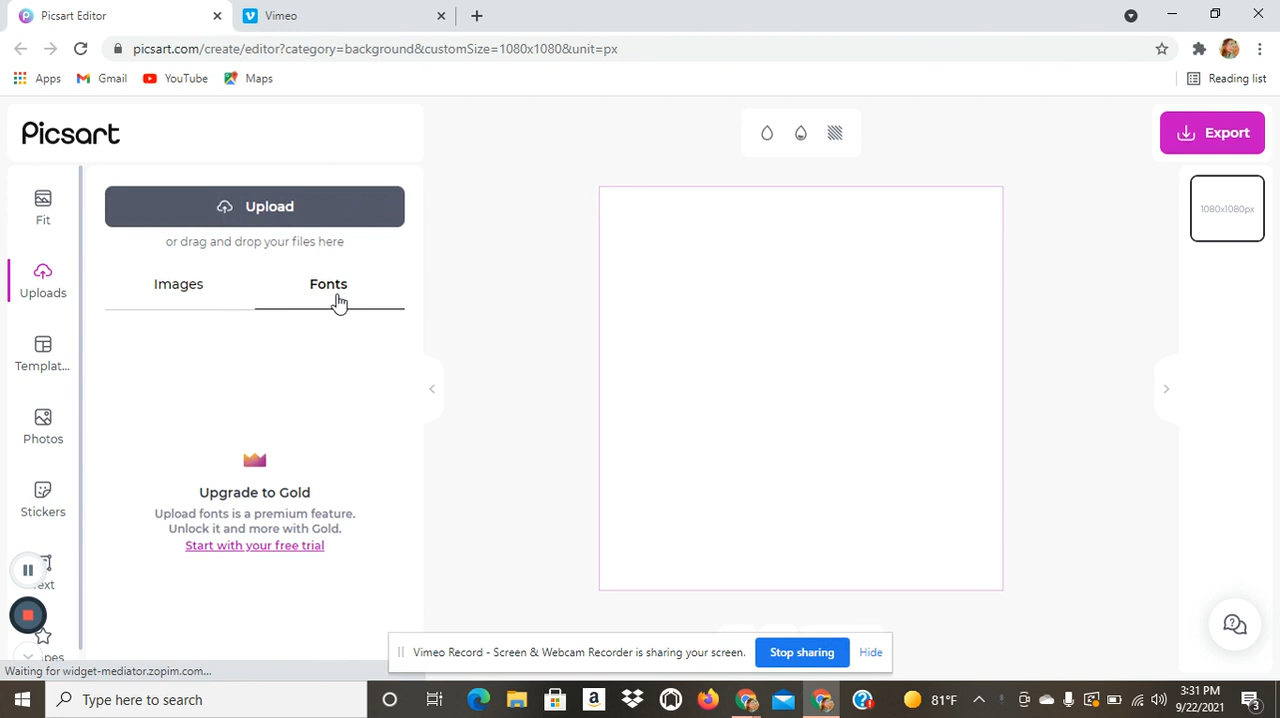 Picsart Editor
Vimeo
picsart.com/create/editor?category=background&customSize=1080x1080&unit=px
Apps
Gmail
YouTube
Maps
Reading list
Picsart
Export
Fit
Upload
1080x1080px
or drag and drop your files here
Images
Fonts
Uploads
Templat...
Photos
Upgrade to Gold
Upload fonts is a premium feature.
Unlock it and more with Gold.
Start with your free trial
Stickers
ext
pes
Vimeo Record - Screen & Webcam Recorder is sharing your screen.
Stop sharing
Hide
Waiting for widget-mediator.zopim.com...
Type here to search
81°F
3:31 PM
9/22/2021
3